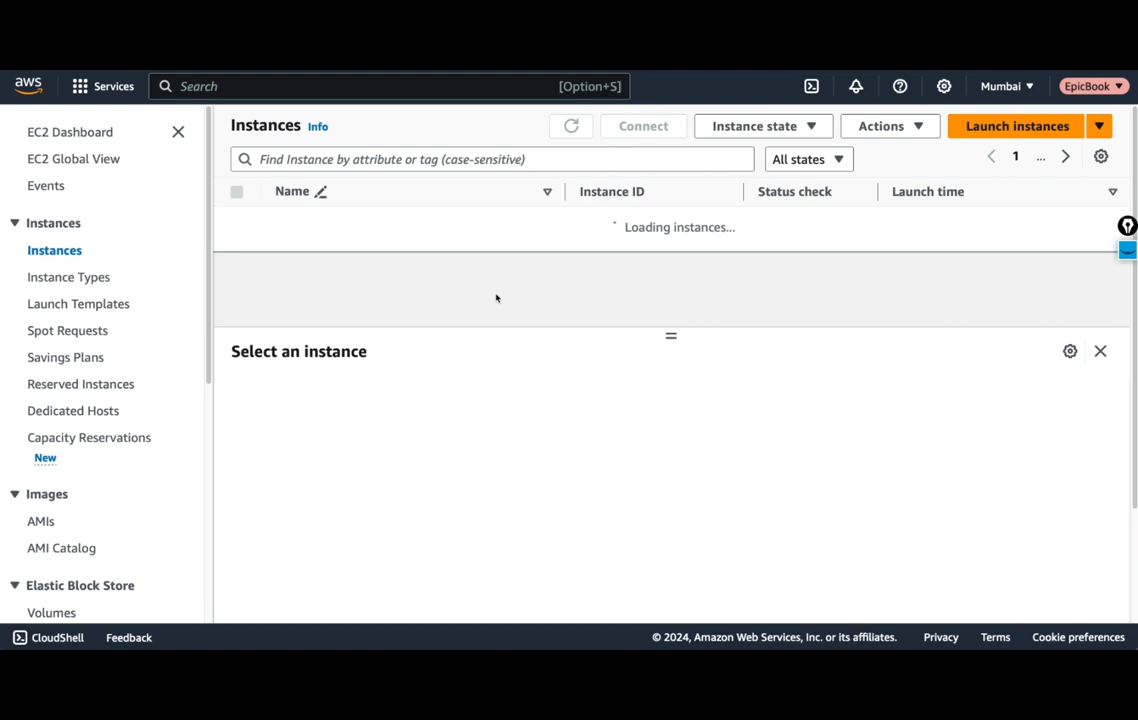 aws
Services
Search
[Option+S]
Mumbai
EpicBook
EC2 Dashboard
EC2 Global View
Events
Instances
Instances
Instance Types
Launch Templates
Spot Requests
Savings Plans
Reserved Instances
Dedicated Hosts
Capacity Reservations
New
Images
AMIs
AMI Catalog
Elastic Block Store
Volumes
Instances Info
Connect
Instance state
Actions
Launch instances
Find Instance by attribute or tag (case-sensitive)
All states
1
...
Name
Instance ID
Status check
Launch time
Loading instances...
Select an instance
CloudShell
Feedback
© 2024, Amazon Web Services, Inc. or its affiliates.
Privacy
Terms
Cookie preferences